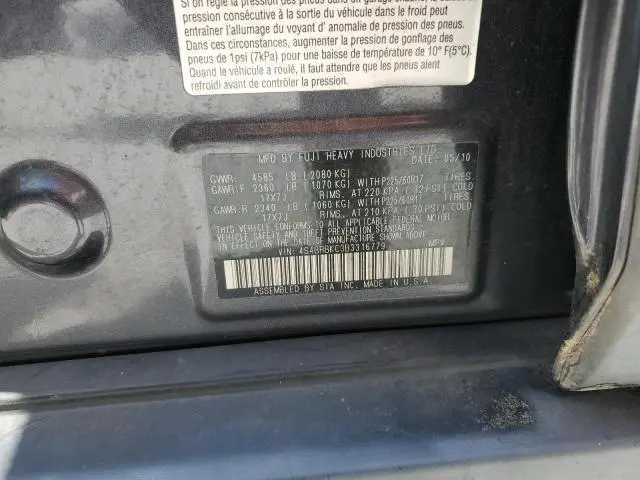 Si on règle la pression des pneus dans un garage
pression consécutive à la sortie du véhicule dans le froid peut
entraîner l'allumage du voyant d' anomalie de pression des pneus.
Dans ces circonstances, augmenter la pression de gonflage des
pneus de 1psi (7kPa) pour une baisse de température de 10° F(5°C).
Quand le véhicule a roulé, il faut attendre que les pneus aient
refroidi avant de contrôler la pression.
MFD BY FUJI HEAVY INDUSTRIES LTD.
DATE: 05/10
GVWR: 4585 LB (2080 KG)
GAWR:F 2360 LB (1070 KG) WITH P225/60R17 TIRES,
17X7J RIMS, AT 220 KPA (32 PSI) COLD
GAWR:R 2340 LB (1060 KG) WITH P225/60R17 TIRES,
17X7J RIMS, AT 210 KPA (30 PSI) COLD
THIS VEHICLE CONFORMS TO ALL APPLICABLE FEDERAL MOTOR
VEHICLE SAFETY AND THEFT PREVENTION STANDARDS
IN EFFECT ON THE DATE OF MANUFACTURE SHOWN ABOVE.
VIN: 4S4BRBKC1B3316779 MPV
ASSEMBLED BY SIA INC. MADE IN U.S.A.